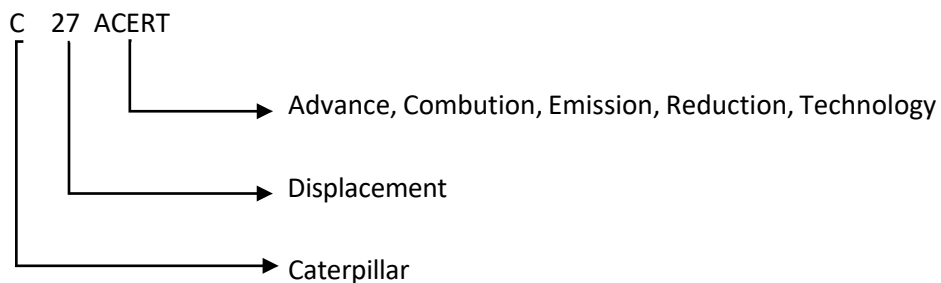 C 27 ACERT
Advance, Combution, Emission, Reduction, Technology
Displacement
Caterpillar